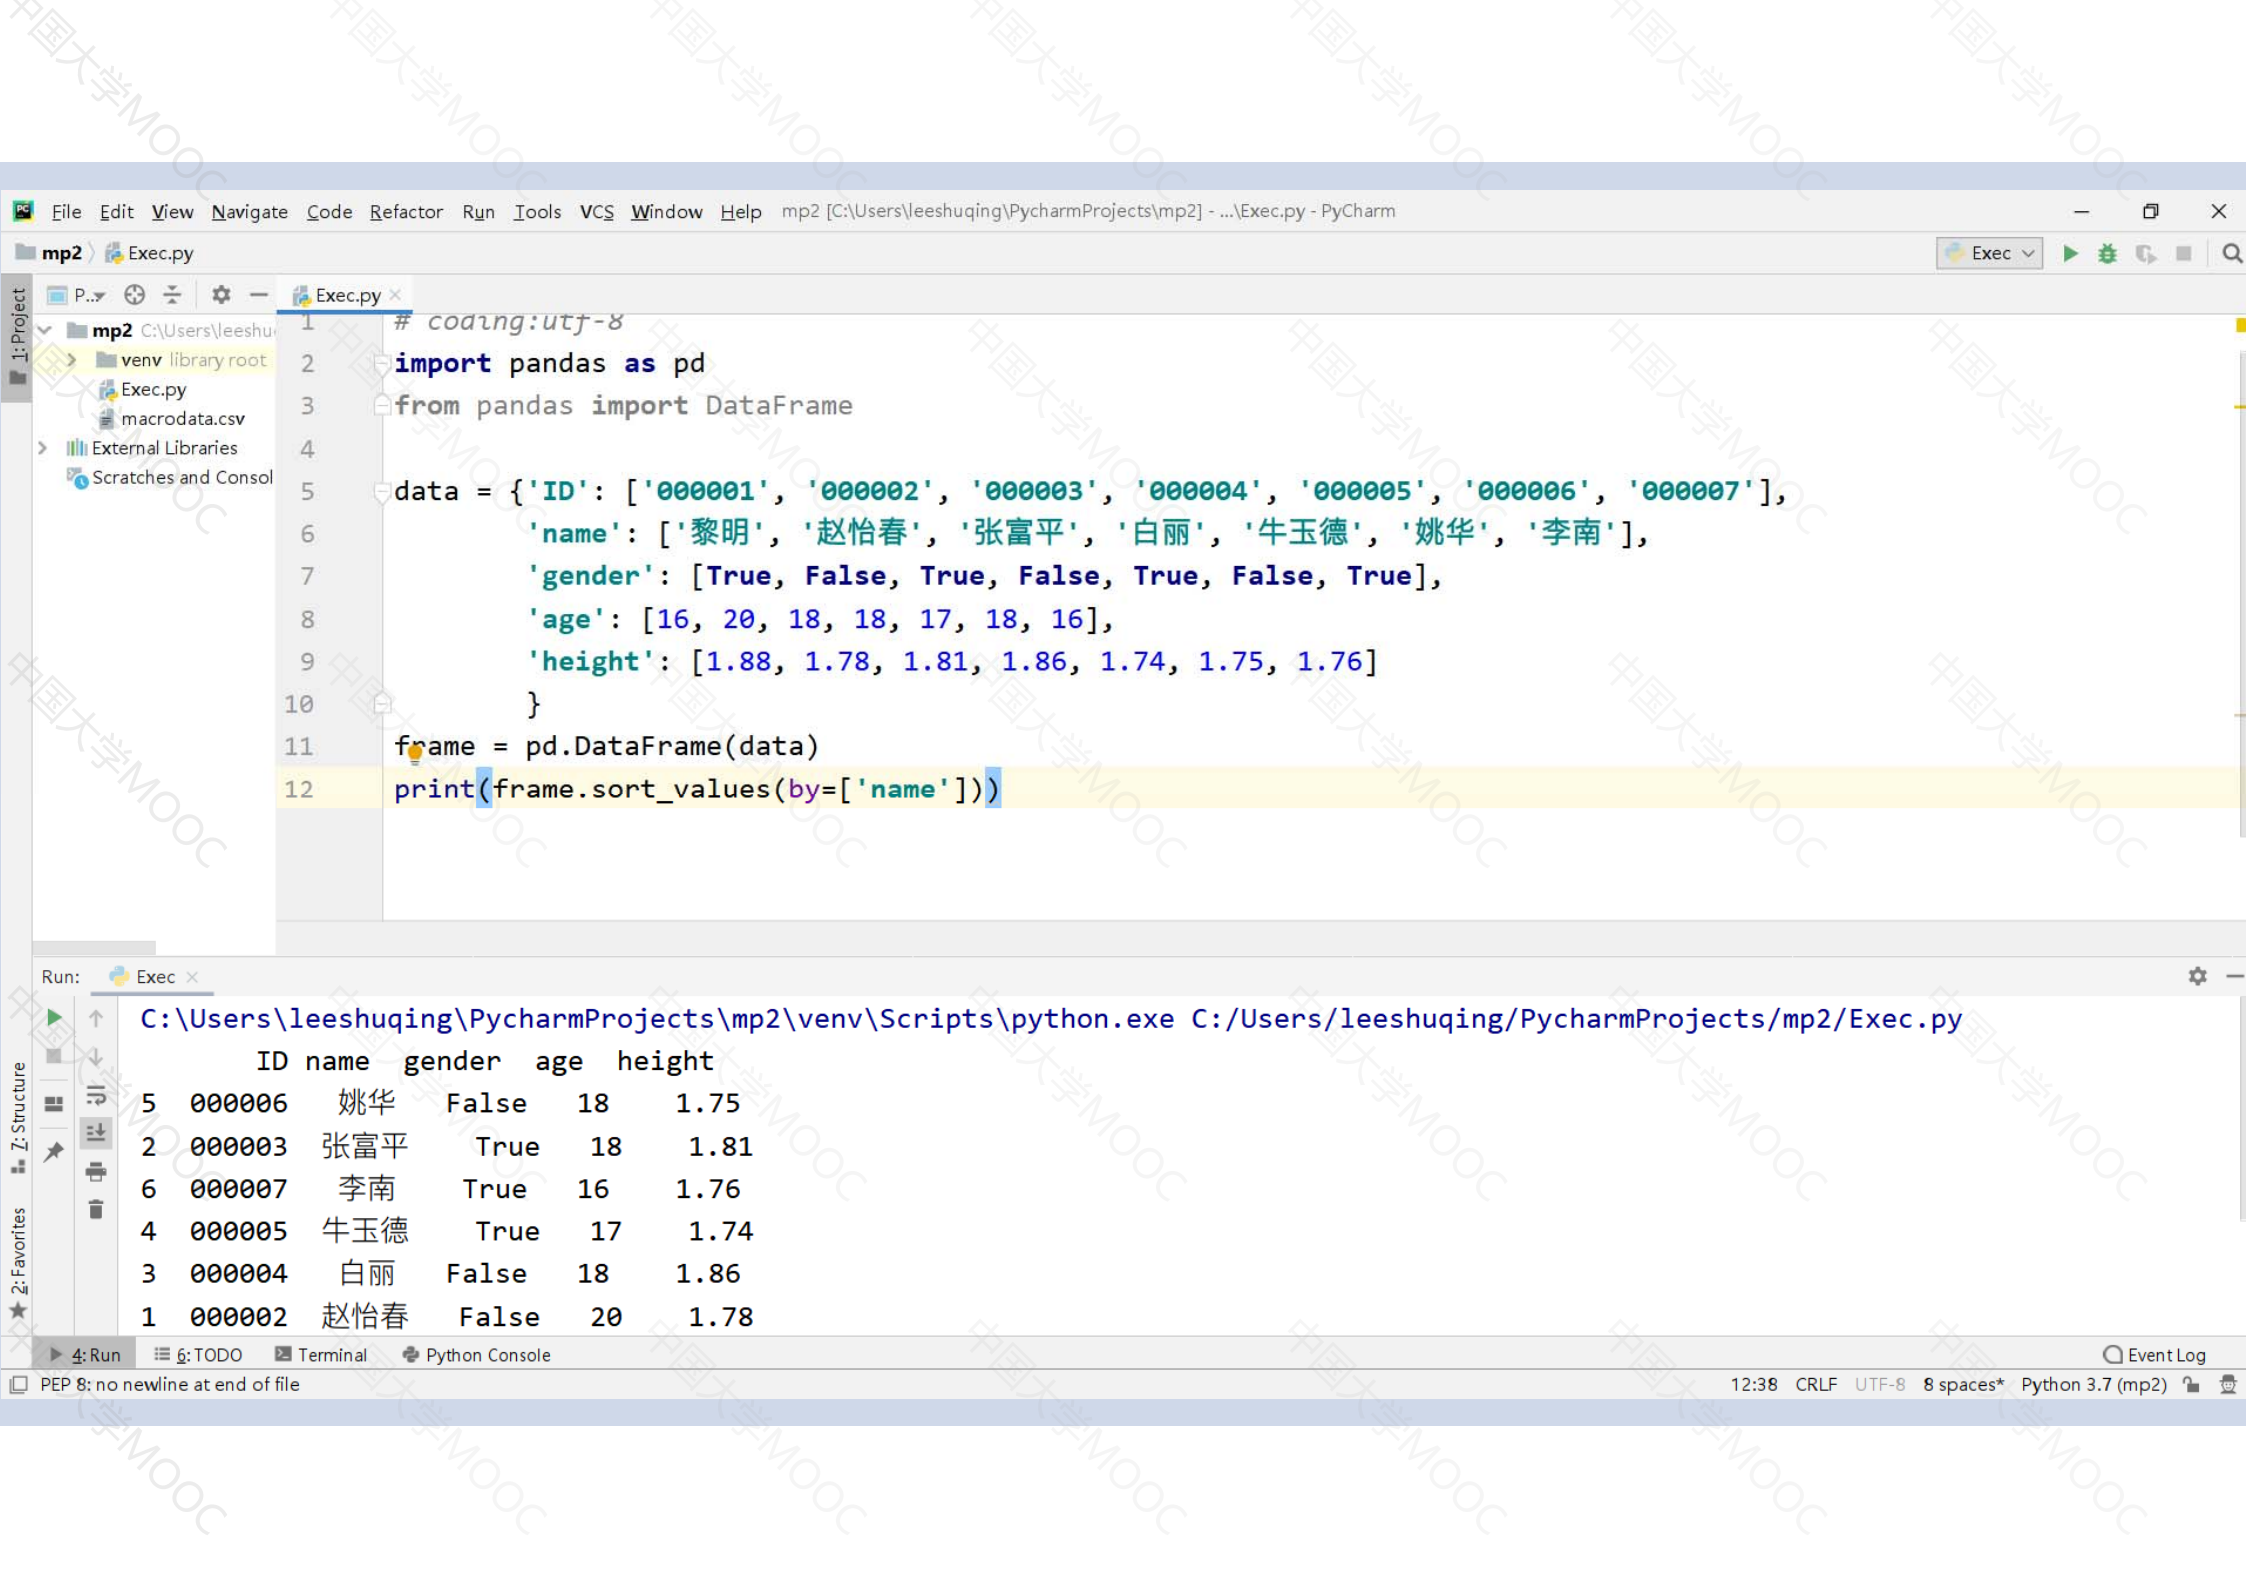 File Edit View Navigate Code Refactor Run Tools VCS Window Help mp2 [C:\Users\leeshuqing\PycharmProjects\mp2] - ...\Exec.py - PyCharm
mp2 Exec.py Exec
1: Project
P.. Exec.py
mp2 C:\Users\leeshu
venv library root
Exec.py
macrodata.csv
External Libraries
Scratches and Consol
1 # coding:utf-8
2 import pandas as pd
3 from pandas import DataFrame
4
5 data = {'ID': ['000001', '000002', '000003', '000004', '000005', '000006', '000007'],
6 'name': ['黎明', '赵怡春', '张富平', '白丽', '牛玉德', '姚华', '李南'],
7 'gender': [True, False, True, False, True, False, True],
8 'age': [16, 20, 18, 18, 17, 18, 16],
9 'height': [1.88, 1.78, 1.81, 1.86, 1.74, 1.75, 1.76]
10 }
11 frame = pd.DataFrame(data)
12 print(frame.sort_values(by=['name']))
Run: Exec
C:\Users\leeshuqing\PycharmProjects\mp2\venv\Scripts\python.exe C:/Users/leeshuqing/PycharmProjects/mp2/Exec.py
ID name gender age height
5 000006 姚华 False 18 1.75
2 000003 张富平 True 18 1.81
6 000007 李南 True 16 1.76
4 000005 牛玉德 True 17 1.74
3 000004 白丽 False 18 1.86
1 000002 赵怡春 False 20 1.78
Z: Structure
2: Favorites
4: Run 6: TODO Terminal Python Console Event Log
PEP 8: no newline at end of file 12:38 CRLF UTF-8 8 spaces* Python 3.7 (mp2)
中国大学MOOC